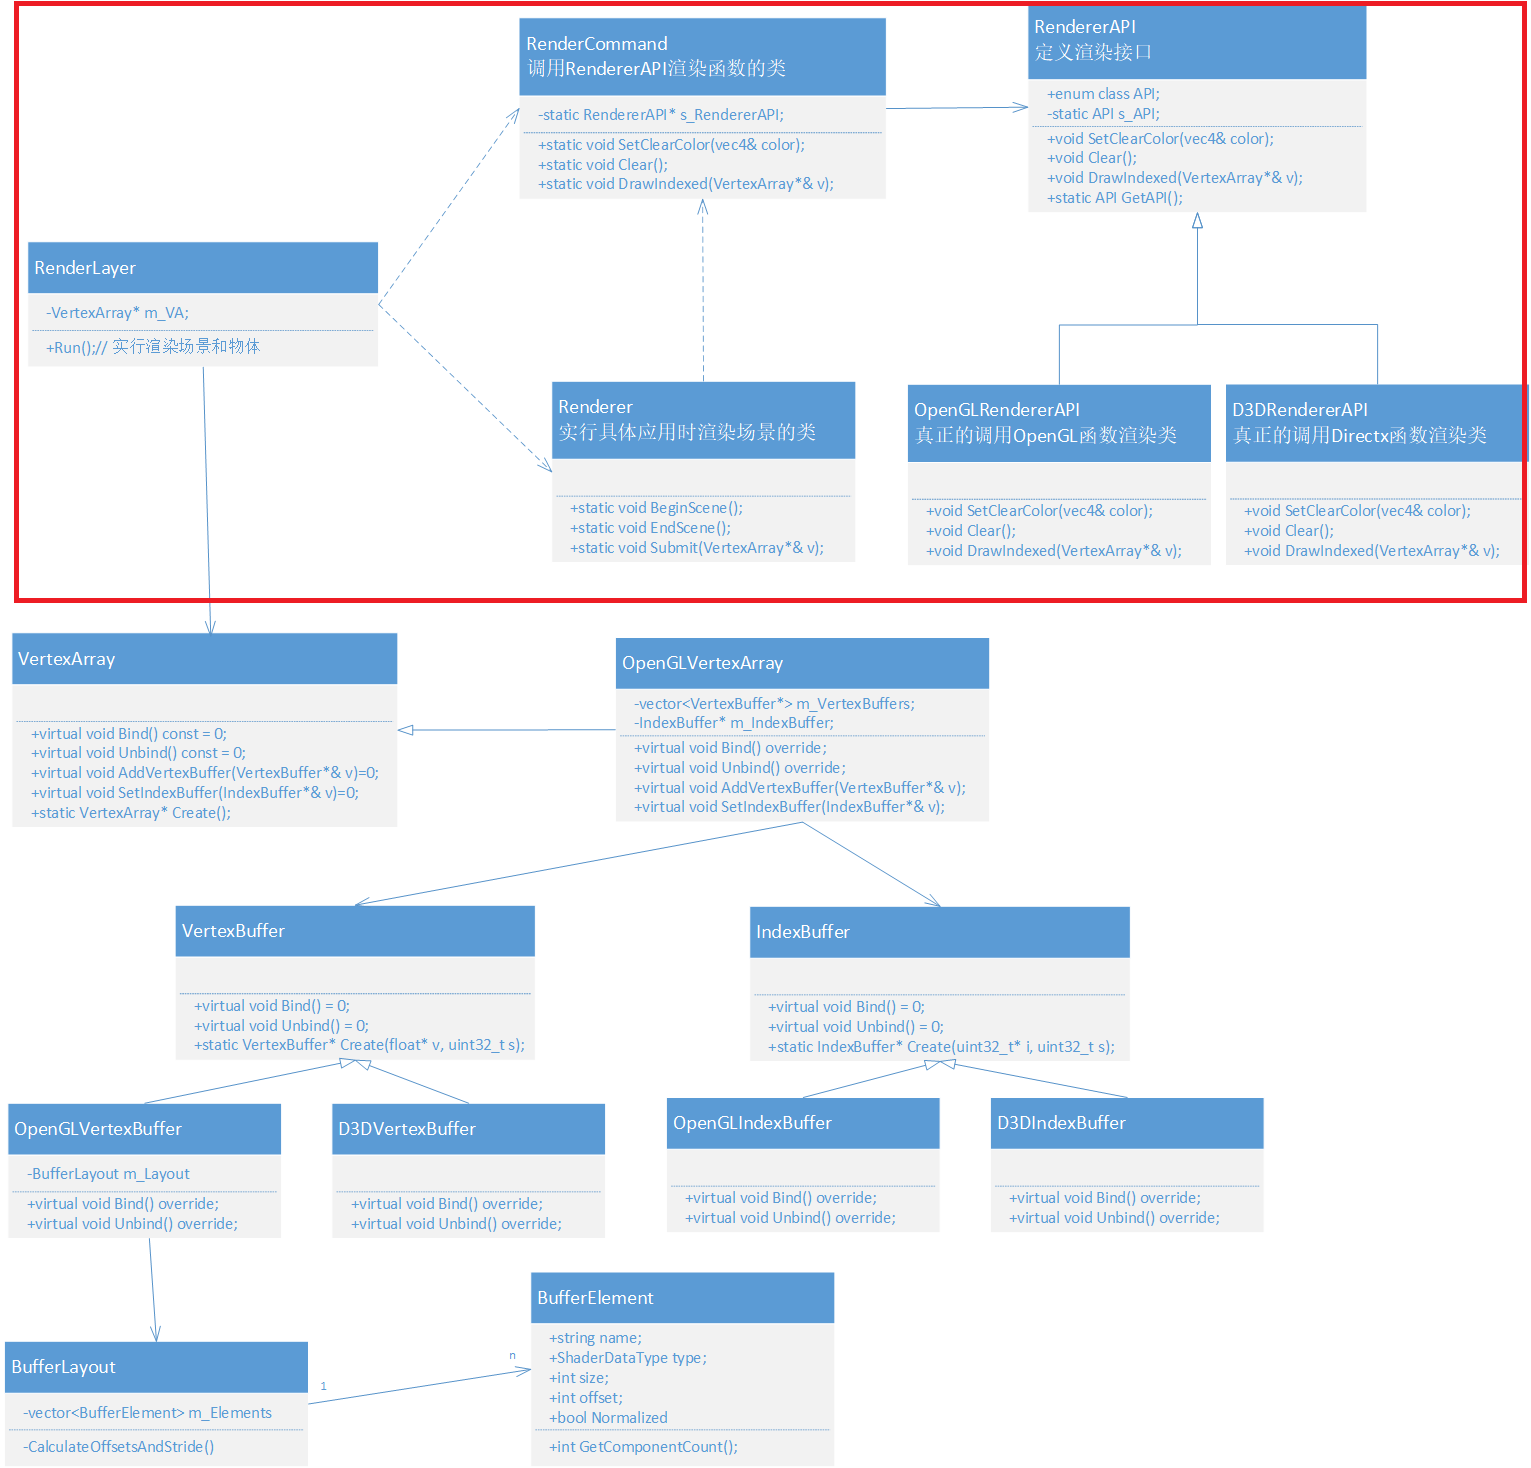 RenderCommand
调用RendererAPI渲染函数的类
-static RendererAPI* s_RendererAPI;
+static void SetClearColor(vec4& color);
+static void Clear();
+static void DrawIndexed(VertexArray*& v);
RendererAPI
定义渲染接口
+enum class API;
-static API s_API;
+void SetClearColor(vec4& color);
+void Clear();
+void DrawIndexed(VertexArray*& v);
+static API GetAPI();
RenderLayer
-VertexArray* m_VA;
+Run();// 实行渲染场景和物体
Renderer
实行具体应用时渲染场景的类
+static void BeginScene();
+static void EndScene();
+static void Submit(VertexArray*& v);
OpenGLRendererAPI
真正的调用OpenGL函数渲染类
+void SetClearColor(vec4& color);
+void Clear();
+void DrawIndexed(VertexArray*& v);
D3DRendererAPI
真正的调用Directx函数渲染类
+void SetClearColor(vec4& color);
+void Clear();
+void DrawIndexed(VertexArray*& v);
VertexArray
+virtual void Bind() const = 0;
+virtual void Unbind() const = 0;
+virtual void AddVertexBuffer(VertexBuffer*& v)=0;
+virtual void SetIndexBuffer(IndexBuffer*& v)=0;
+static VertexArray* Create();
OpenGLVertexArray
-vector<VertexBuffer*> m_VertexBuffers;
-IndexBuffer* m_IndexBuffer;
+virtual void Bind() override;
+virtual void Unbind() override;
+virtual void AddVertexBuffer(VertexBuffer*& v);
+virtual void SetIndexBuffer(IndexBuffer*& v);
VertexBuffer
+virtual void Bind() = 0;
+virtual void Unbind() = 0;
+static VertexBuffer* Create(float* v, uint32_t s);
IndexBuffer
+virtual void Bind() = 0;
+virtual void Unbind() = 0;
+static IndexBuffer* Create(uint32_t* i, uint32_t s);
OpenGLVertexBuffer
-BufferLayout m_Layout
+virtual void Bind() override;
+virtual void Unbind() override;
D3DVertexBuffer
+virtual void Bind() override;
+virtual void Unbind() override;
OpenGLIndexBuffer
+virtual void Bind() override;
+virtual void Unbind() override;
D3DIndexBuffer
+virtual void Bind() override;
+virtual void Unbind() override;
BufferLayout
-vector<BufferElement> m_Elements
-CalculateOffsetsAndStride()
1
n
BufferElement
+string name;
+ShaderDataType type;
+int size;
+int offset;
+bool Normalized
+int GetComponentCount();